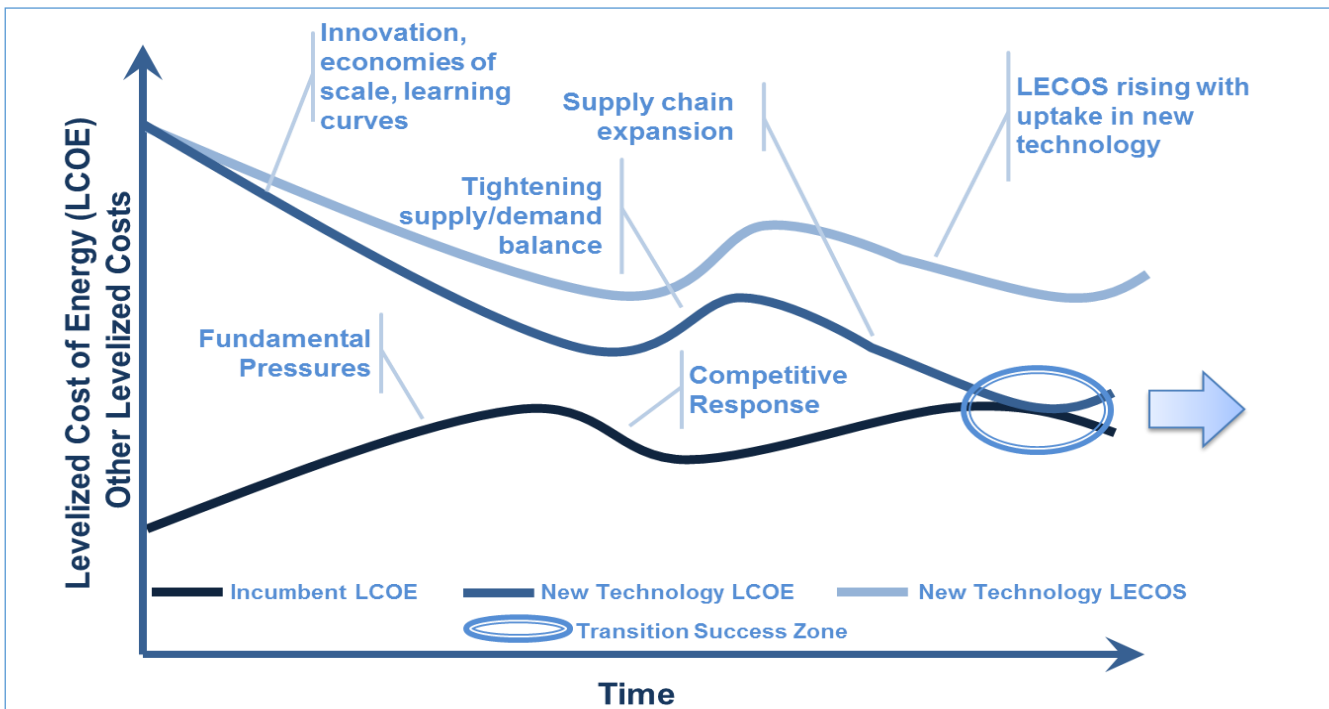 Levelized Cost of Energy (LCOE)
Other Levelized Costs
Innovation,
economies of
scale, learning
curves
Supply chain
expansion
LECOS rising with
uptake in new
technology
Tightening
supply/demand
balance
Fundamental
Pressures
Competitive
Response
Incumbent LCOE
New Technology LCOE
New Technology LECOS
Transition Success Zone
Time